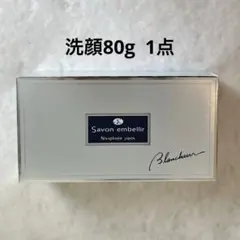 洗顔80g 1点
Savon embellir
Blancheur